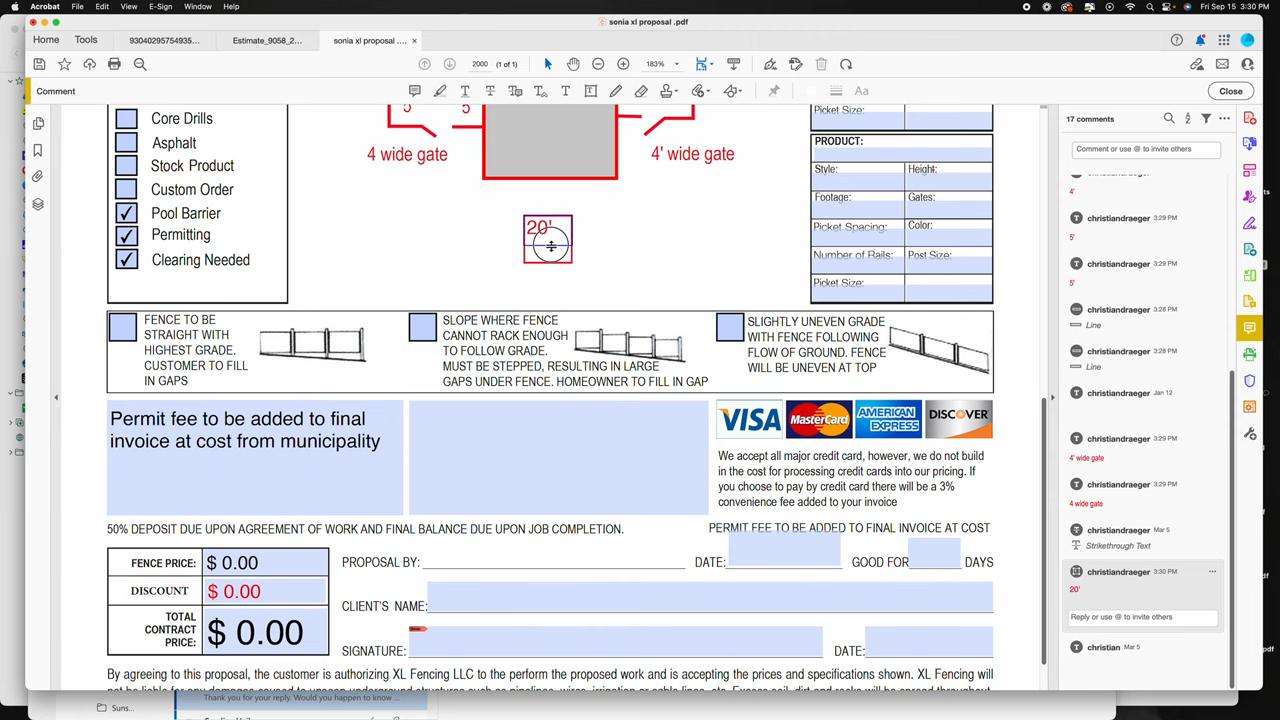 Acrobat File Edit View E-Sign Window Help
Fri Sep 15 3:30 PM
sonia xl proposal .pdf
Home Tools 93040295754935... Estimate_9058_2... sonia xl proposal .... ×
2000 (1 of 1) 183%
Comment
Aa
Close
Core Drills
Asphalt
Stock Product
Custom Order
Pool Barrier
Permitting
Clearing Needed
5' 5'
4 wide gate
4' wide gate
20'
Picket Size:
PRODUCT:
Style: Height:
Footage: Gates:
Picket Spacing: Color:
Number of Rails: Post Size:
Picket Size:
FENCE TO BE
STRAIGHT WITH
HIGHEST GRADE.
CUSTOMER TO FILL
IN GAPS
SLOPE WHERE FENCE
CANNOT RACK ENOUGH
TO FOLLOW GRADE.
MUST BE STEPPED, RESULTING IN LARGE
GAPS UNDER FENCE. HOMEOWNER TO FILL IN GAP
SLIGHTLY UNEVEN GRADE
WITH FENCE FOLLOWING
FLOW OF GROUND. FENCE
WILL BE UNEVEN AT TOP
Permit fee to be added to final
invoice at cost from municipality
VISA MasterCard AMERICAN EXPRESS DISCOVER
We accept all major credit card, however, we do not build
in the cost for processing credit cards into our pricing. If
you choose to pay by credit card there will be a 3%
convenience fee added to your invoice
50% DEPOSIT DUE UPON AGREEMENT OF WORK AND FINAL BALANCE DUE UPON JOB COMPLETION.
PERMIT FEE TO BE ADDED TO FINAL INVOICE AT COST
FENCE PRICE: $ 0.00
DISCOUNT $ 0.00
TOTAL
CONTRACT
PRICE:
$ 0.00
PROPOSAL BY: DATE: GOOD FOR DAYS
CLIENT'S NAME:
SIGNATURE: DATE:
By agreeing to this proposal, the customer is authorizing XL Fencing LLC to the perform the proposed work and is accepting the prices and specifications shown. XL Fencing will
17 comments
Comment or use @ to invite others
4'
christiandraeger 3:29 PM
5'
christiandraeger 3:29 PM
5'
christiandraeger 3:28 PM
Line
christiandraeger 3:28 PM
Line
christiandraeger Jan 12
christiandraeger 3:29 PM
4' wide gate
christiandraeger 3:29 PM
4 wide gate
christiandraeger Mar 5
Strikethrough Text
christiandraeger 3:30 PM
20'
Reply or use @ to invite others
christian Mar 5
Suns...
Thank you for your reply. Would you happen to know ...